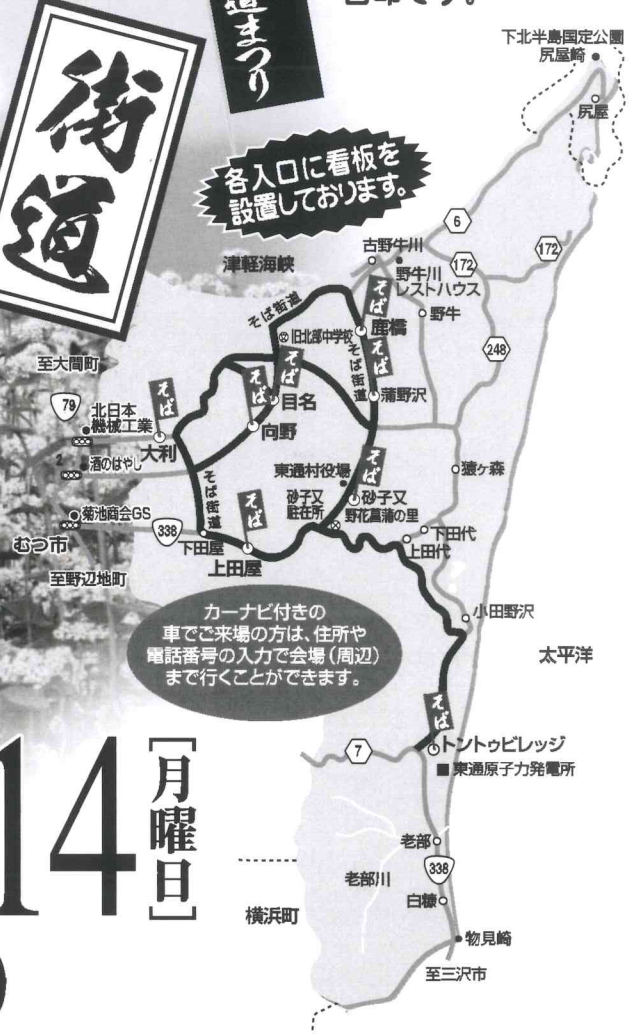 道まつり
街道
各入口に看板を
設置しております。
下北半島国定公園
尻屋崎
尻屋
6
172
172
古野牛川
津軽海峡
野牛川
レストハウス
野牛
そば街道
旧北部中学校
そば
鹿橋
そば
248
そば街道
至大間町
そば
そば
そば
目名
蒲野沢
79
北日本
機械工業
大利
向野
そば
猿ヶ森
2
酒のはやし
東通村役場
砂子又
駐在所
砂子又
野花菖蒲の里
そば街道
そば
菊池商会GS
338
下田代
上田代
むつ市
下田屋
上田屋
至野辺地町
小田野沢
カーナビ付きの
車でご来場の方は、住所や
電話番号の入力で会場(周辺)
まで行くことができます。
太平洋
そば
トントゥビレッジ
7
■東通原子力発電所
14
[月曜日]
老部
338
老部川
白糠
横浜町
物見崎
至三沢市